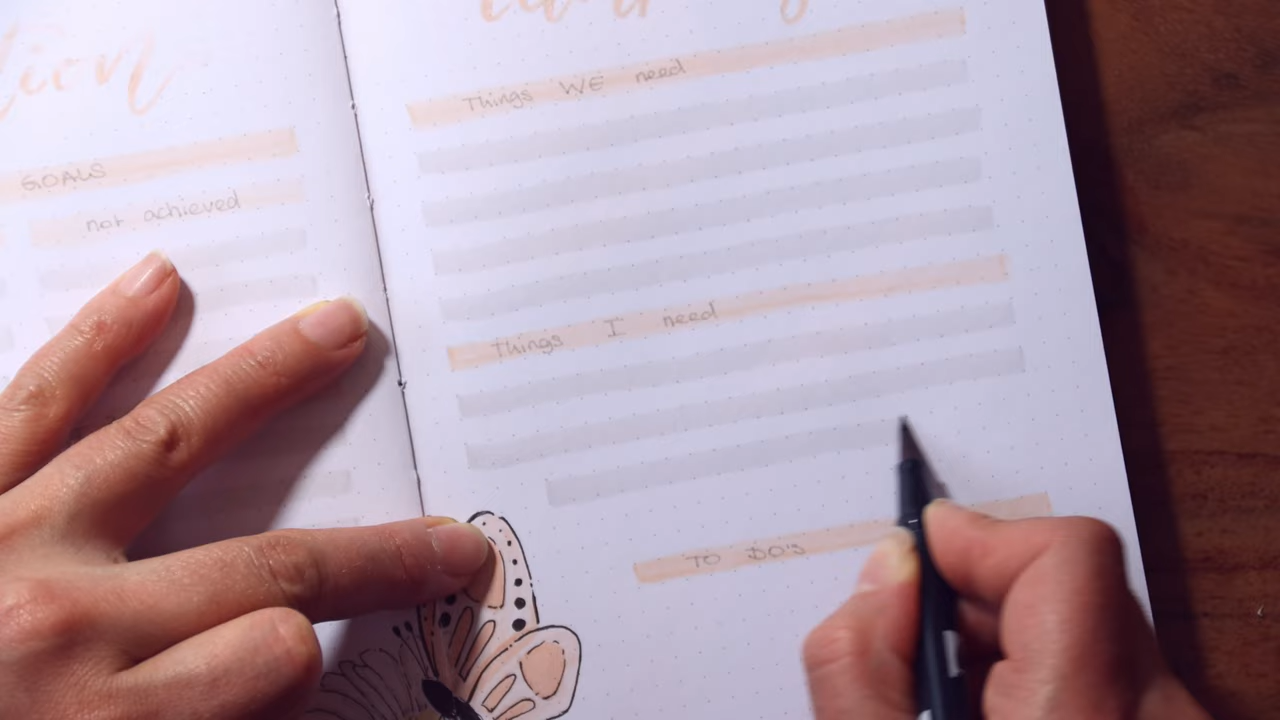 GOALS
not achieved
Things WE need
Things I need
TO DO'S